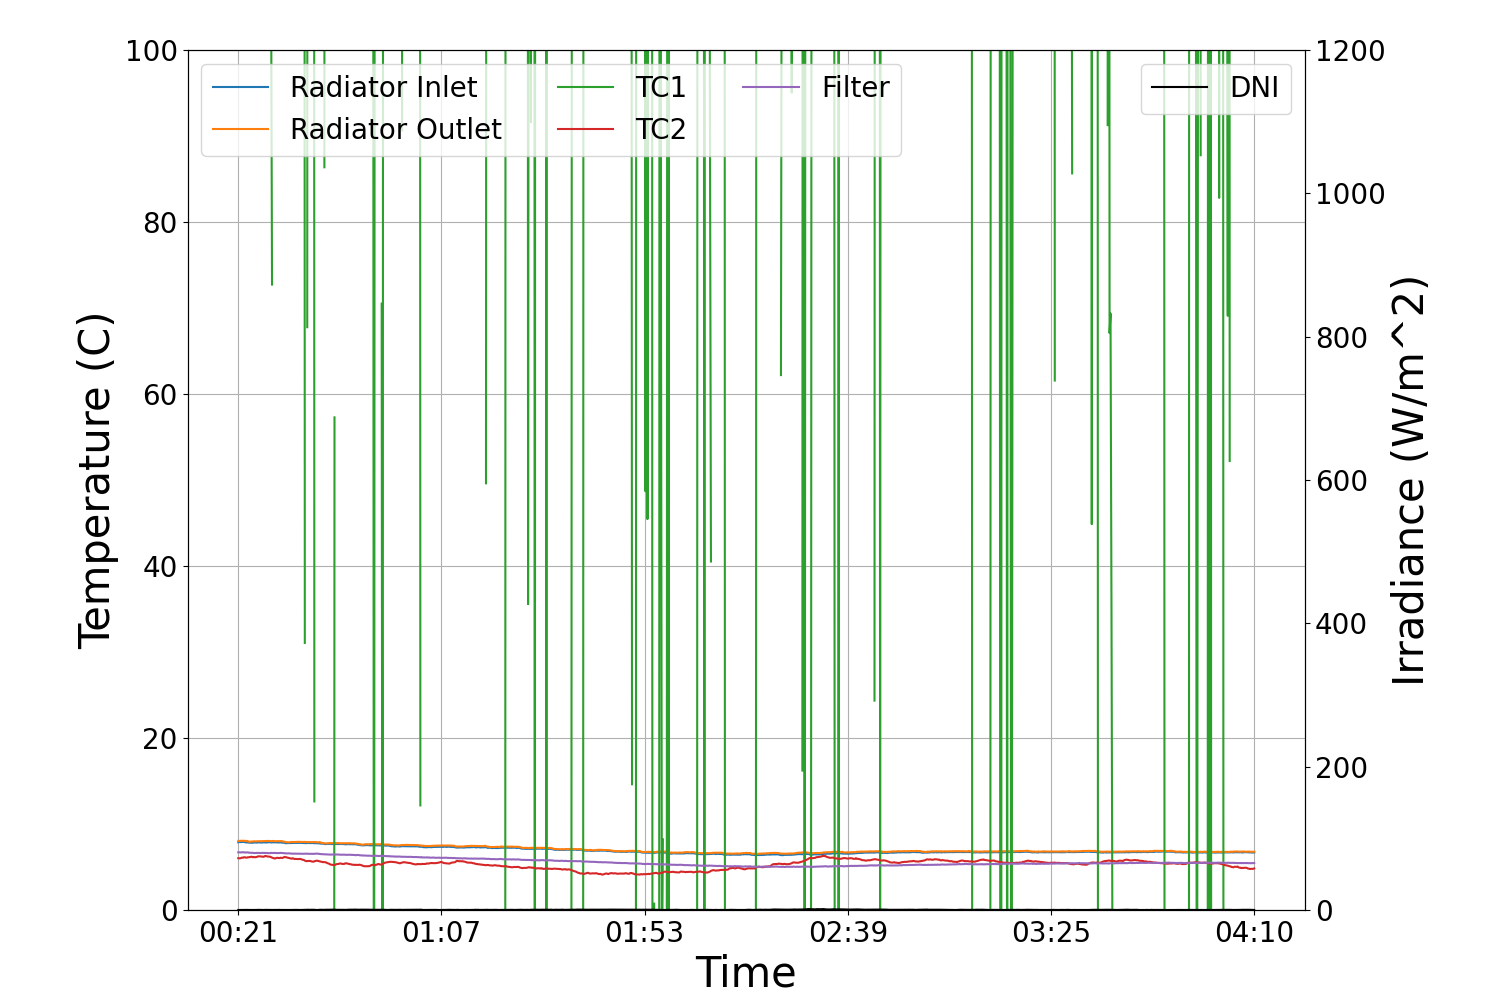 Radiator Inlet
Radiator Outlet
TC1
TC2
Filter
DNI
Temperature (C)
100
80
60
40
20
0
1200
1000
800
600
400
200
0
Irradiance (W/m^2)
00:21 01:07 01:53 02:39 03:25 04:10
Time